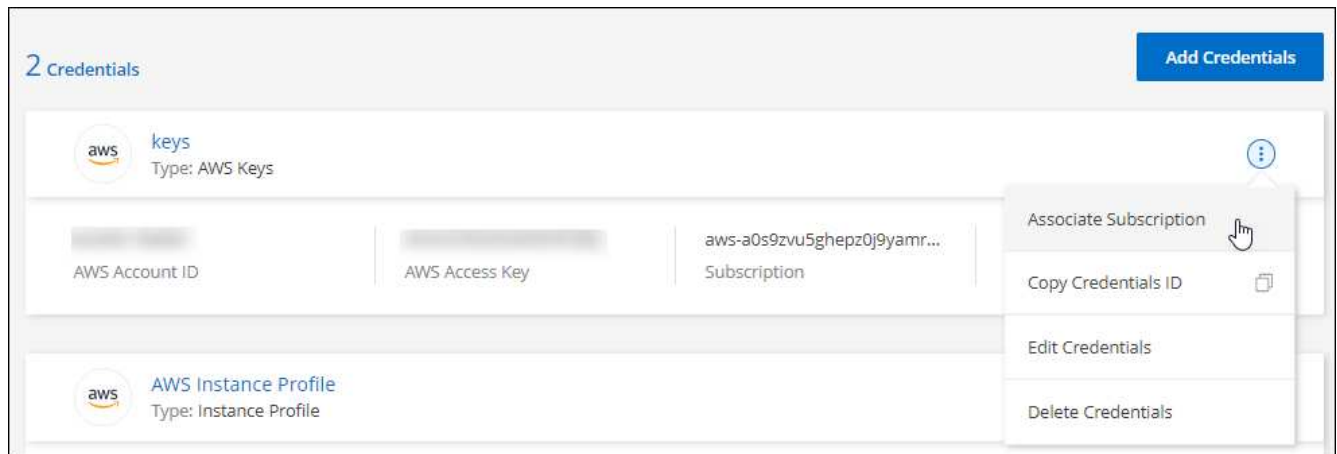 2 Credentials
Add Credentials
aws
keys
Type: AWS Keys
aws-a0s9zvu5ghepz0j9yamr...
AWS Account ID
AWS Access Key
Subscription
Associate Subscription
Copy Credentials ID
Edit Credentials
Delete Credentials
aws
AWS Instance Profile
Type: Instance Profile